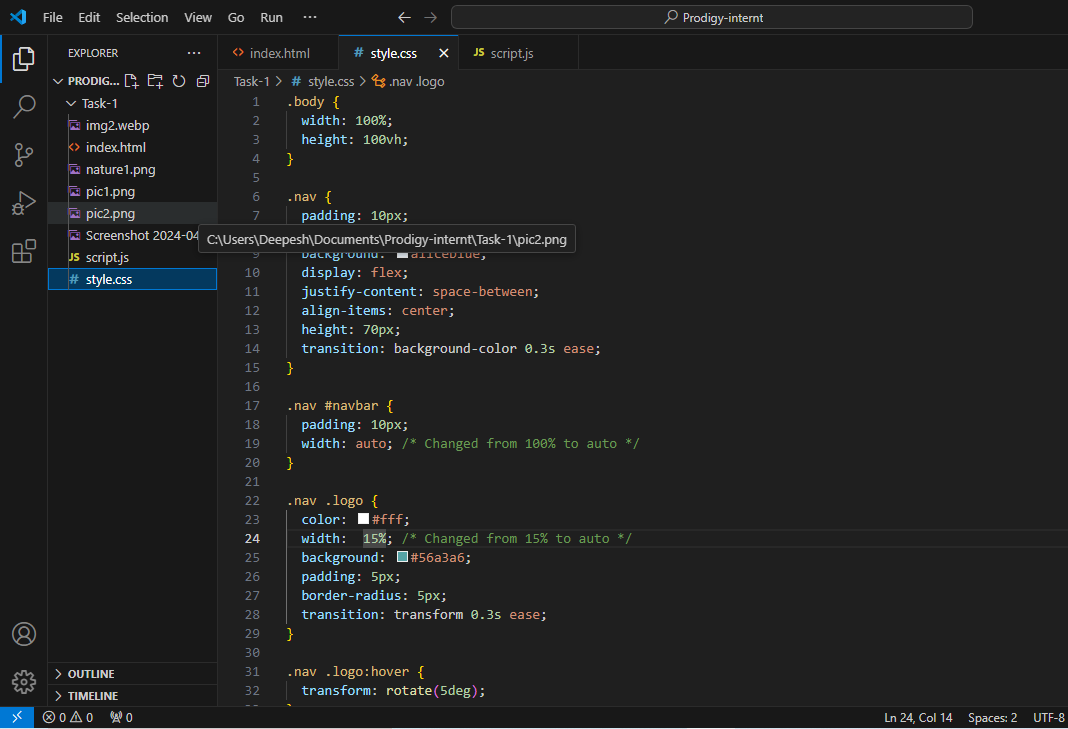 File Edit Selection View Go Run ··· Prodigy-internt
EXPLORER ···
PRODIG...
Task-1
img2.webp
index.html
nature1.png
pic1.png
pic2.png
Screenshot 2024-04
JS script.js
# style.css
OUTLINE
TIMELINE
index.html # style.css JS script.js
Task-1 > # style.css > .nav .logo
C:\Users\Deepesh\Documents\Prodigy-internt\Task-1\pic2.png
1 .body {
2 width: 100%;
3 height: 100vh;
4 }
5
6 .nav {
7 padding: 10px;
9 background: aliceblue;
10 display: flex;
11 justify-content: space-between;
12 align-items: center;
13 height: 70px;
14 transition: background-color 0.3s ease;
15 }
16
17 .nav #navbar {
18 padding: 10px;
19 width: auto; /* Changed from 100% to auto */
20 }
21
22 .nav .logo {
23 color: #fff;
24 width:  15%; /* Changed from 15% to auto */
25 background: #56a3a6;
26 padding: 5px;
27 border-radius: 5px;
28 transition: transform 0.3s ease;
29 }
30
31 .nav .logo:hover {
32 transform: rotate(5deg);
0 0 0 Ln 24, Col 14 Spaces: 2 UTF-8